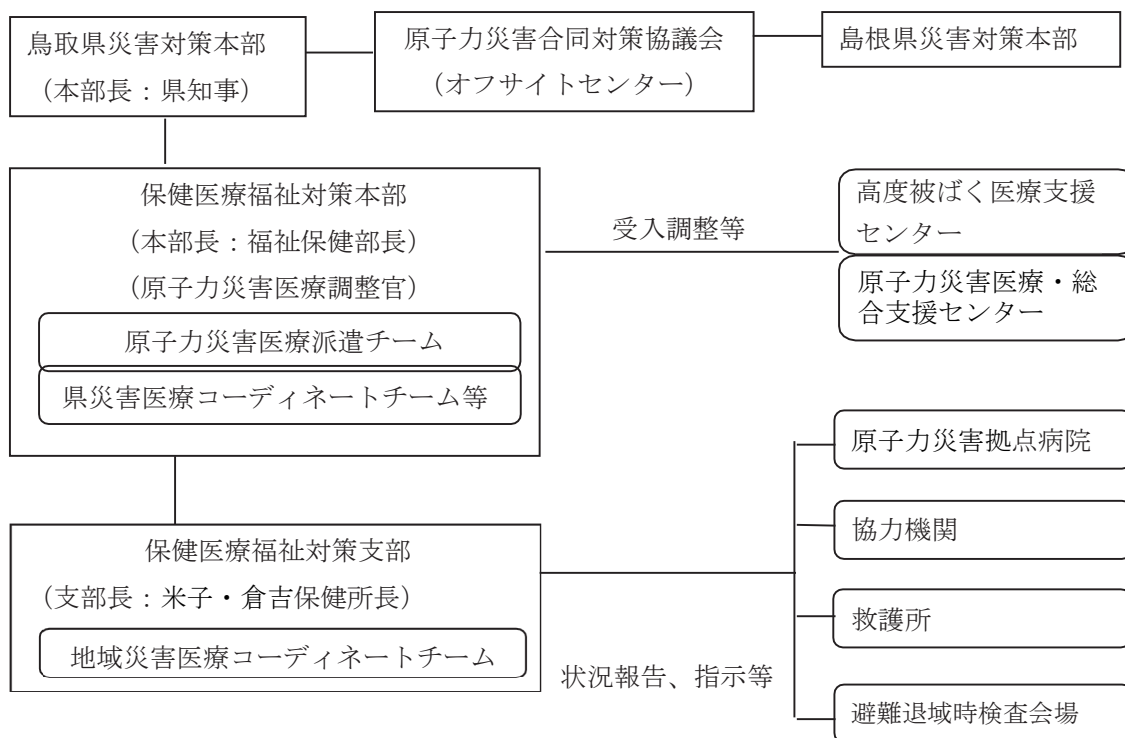 鳥取県災害対策本部
（本部長：県知事）
原子力災害合同対策協議会
（オフサイトセンター）
島根県災害対策本部
保健医療福祉対策本部
（本部長：福祉保健部長）
（原子力災害医療調整官）
原子力災害医療派遣チーム
県災害医療コーディネートチーム等
受入調整等
高度被ばく医療支援
センター
原子力災害医療・総
合支援センター
保健医療福祉対策支部
（支部長：米子・倉吉保健所長）
地域災害医療コーディネートチーム
状況報告、指示等
原子力災害拠点病院
協力機関
救護所
避難退域時検査会場